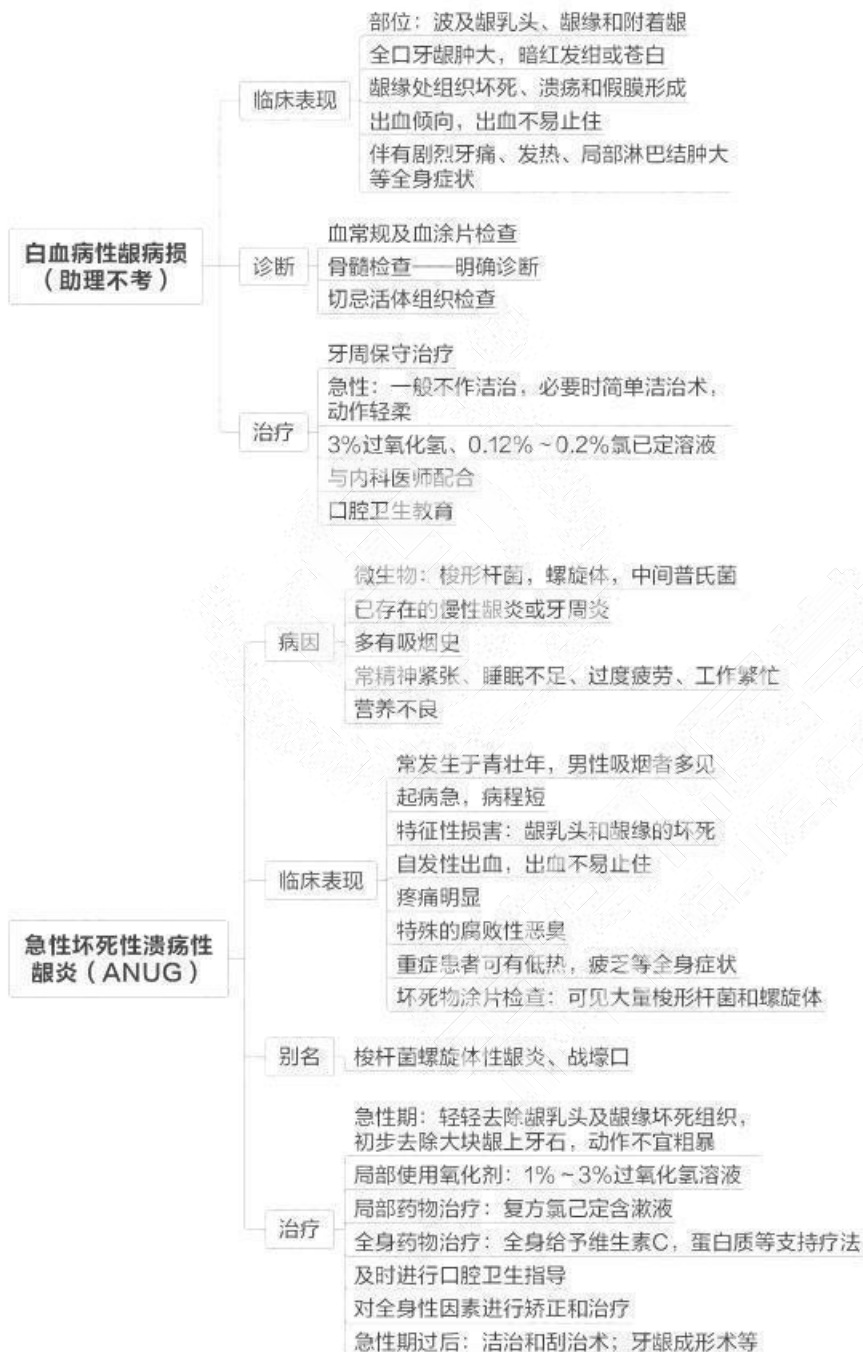 白血病性龈病损
（助理不考）
临床表现
部位：波及龈乳头、龈缘和附着龈
全口牙龈肿大，暗红发绀或苍白
龈缘处组织坏死、溃疡和假膜形成
出血倾向，出血不易止住
伴有剧烈牙痛、发热、局部淋巴结肿大
等全身症状
诊断
血常规及血涂片检查
骨髓检查——明确诊断
切忌活体组织检查
治疗
牙周保守治疗
急性：一般不作洁治，必要时简单洁治术，
动作轻柔
3%过氧化氢、0.12%～0.2%氯已定溶液
与内科医师配合
口腔卫生教育
急性坏死性溃疡性
龈炎（ANUG）
病因
微生物：梭形杆菌，螺旋体，中间普氏菌
已存在的慢性龈炎或牙周炎
多有吸烟史
常精神紧张、睡眠不足、过度疲劳、工作繁忙
营养不良
临床表现
常发生于青壮年，男性吸烟者多见
起病急，病程短
特征性损害：龈乳头和龈缘的坏死
自发性出血，出血不易止住
疼痛明显
特殊的腐败性恶臭
重症患者可有低热，疲乏等全身症状
坏死物涂片检查：可见大量梭形杆菌和螺旋体
别名
梭杆菌螺旋体性龈炎、战壕口
治疗
急性期：轻轻去除龈乳头及龈缘坏死组织，
初步去除大块龈上牙石，动作不宜粗暴
局部使用氧化剂：1%～3%过氧化氢溶液
局部药物治疗：复方氯己定含漱液
全身药物治疗：全身给予维生素C，蛋白质等支持疗法
及时进行口腔卫生指导
对全身性因素进行矫正和治疗
急性期过后：洁治和刮治术；牙龈成形术等